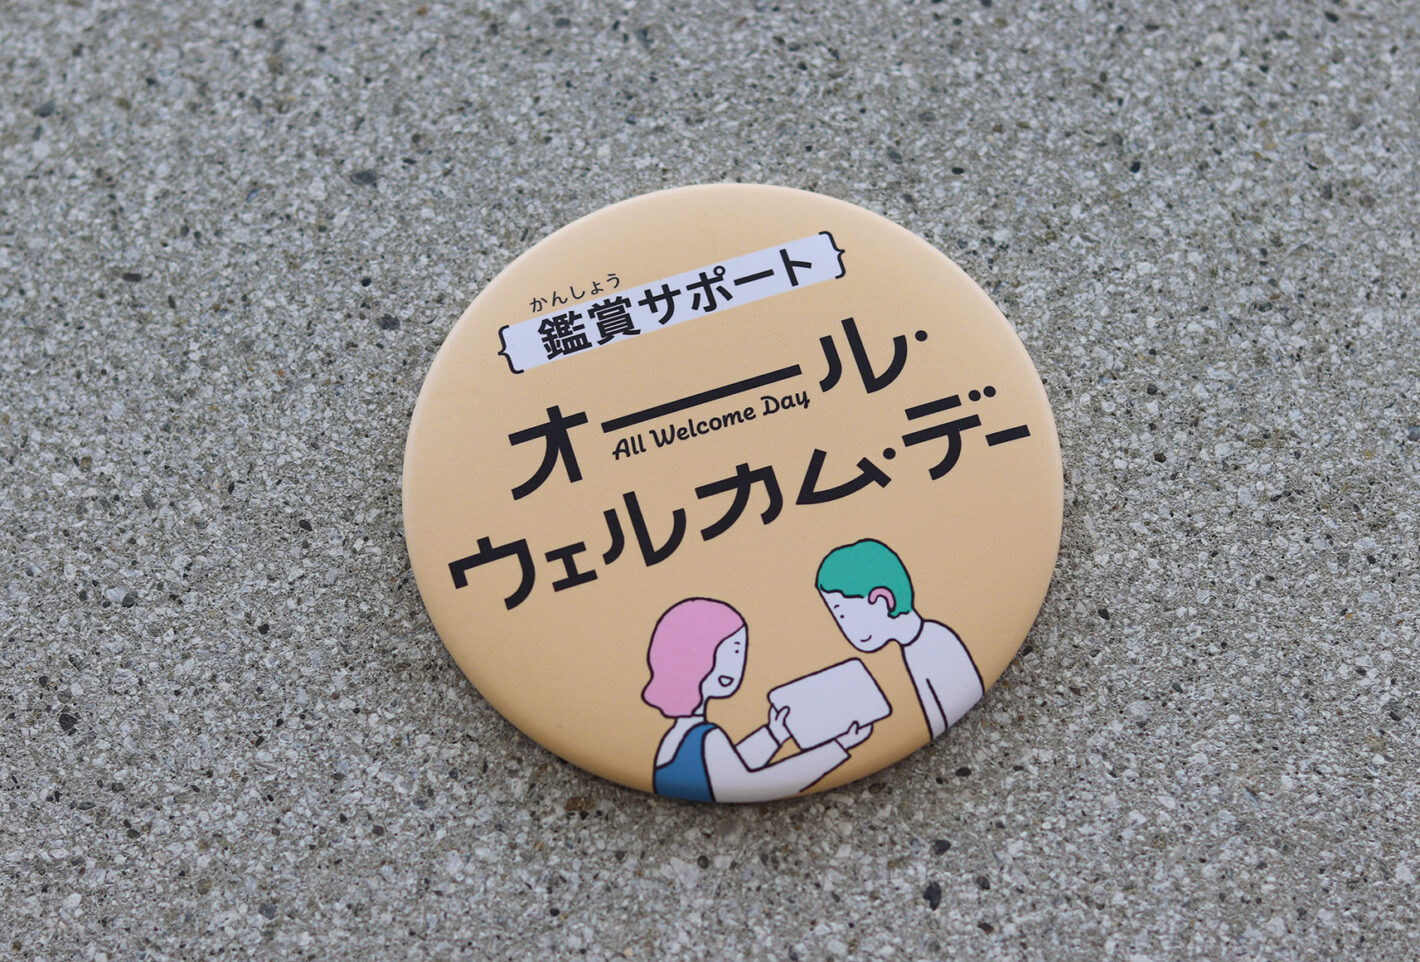 かんしょう
鑑賞サポート
オール・
All Welcome Day
ウェルカム・デー